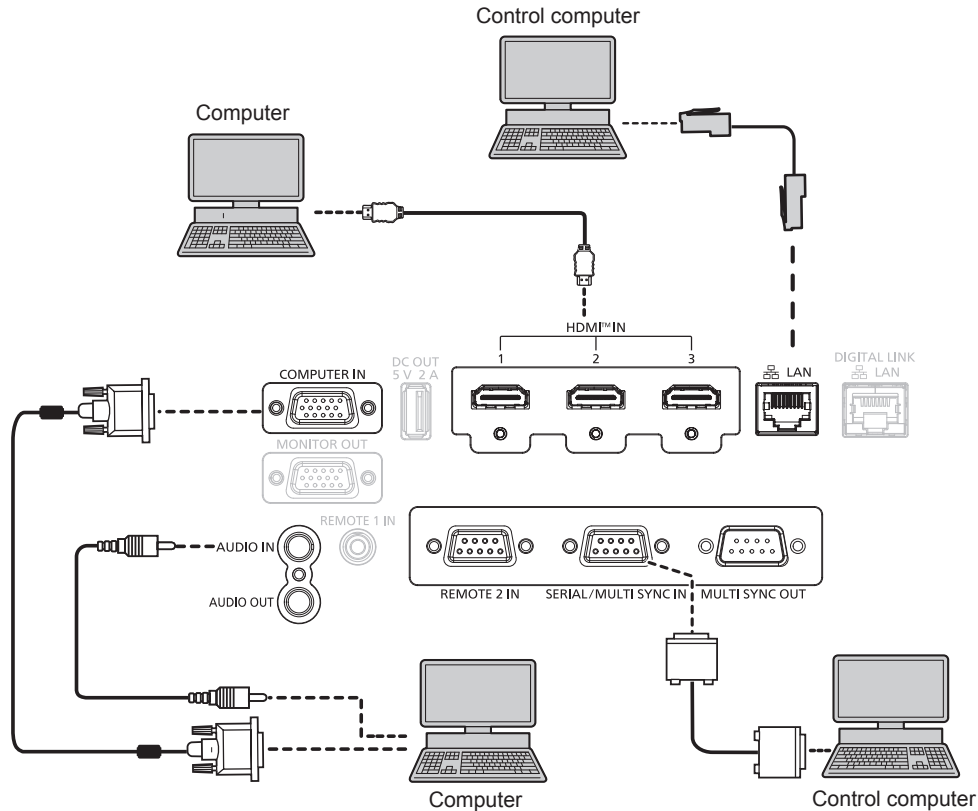 Control computer
Computer
HDMI™ IN
1 2 3
DC OUT
5 V 2 A
DIGITAL LINK
LAN
LAN
COMPUTER IN
MONITOR OUT
REMOTE 1 IN
AUDIO IN
AUDIO OUT
REMOTE 2 IN
SERIAL/MULTI SYNC IN
MULTI SYNC OUT
Computer
Control computer